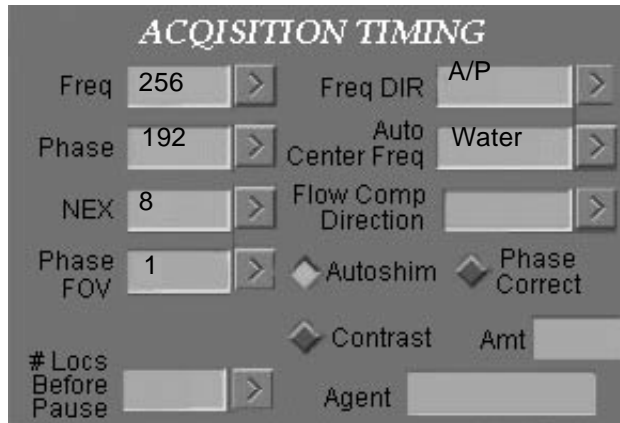 ACQISITION TIMING
Freq 256 > Freq DIR A/P >
Phase 192 > Auto Center Freq Water >
NEX 8 > Flow Comp Direction >
Phase FOV 1 > Autoshim Phase Correct
Contrast Amt
# Locs Before Pause > Agent